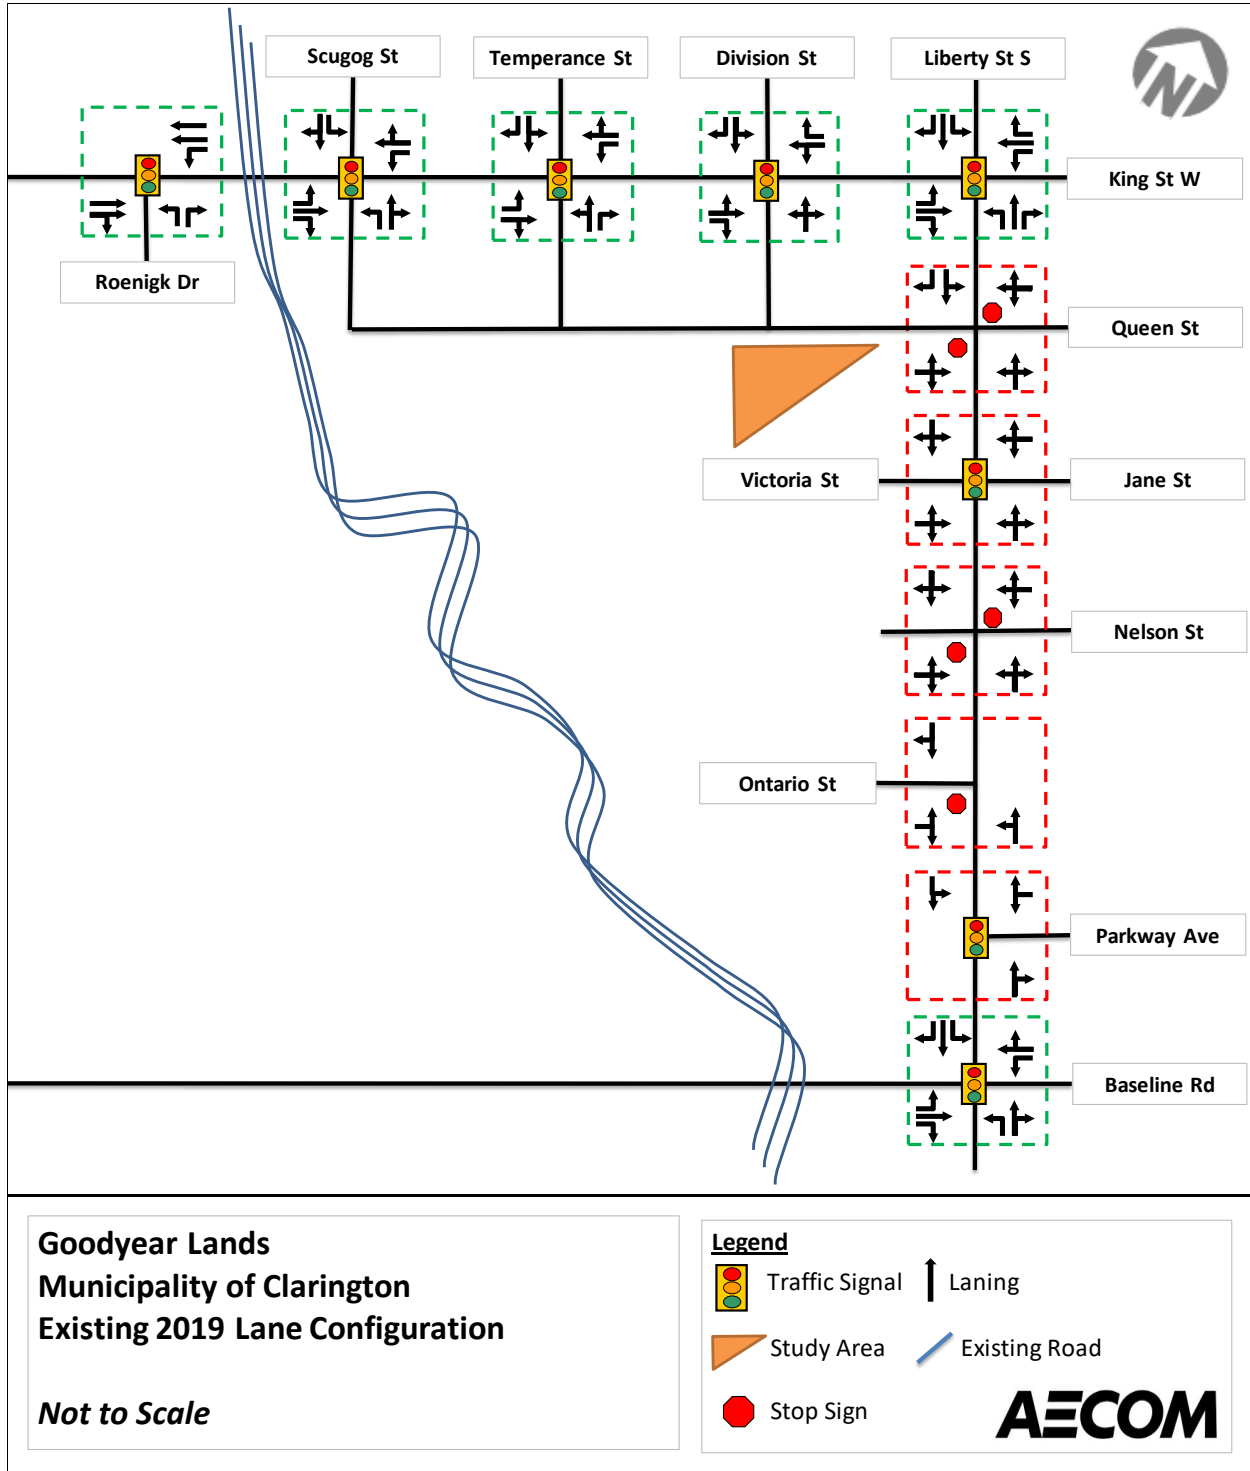 Scugog St
Temperance St
Division St
Liberty St S
N
King St W
Roenigk Dr
Queen St
Victoria St
Jane St
Nelson St
Ontario St
Parkway Ave
Baseline Rd
Goodyear Lands
Municipality of Clarington
Existing 2019 Lane Configuration
Not to Scale
Legend
Traffic Signal
Laning
Study Area
Existing Road
Stop Sign
AECOM